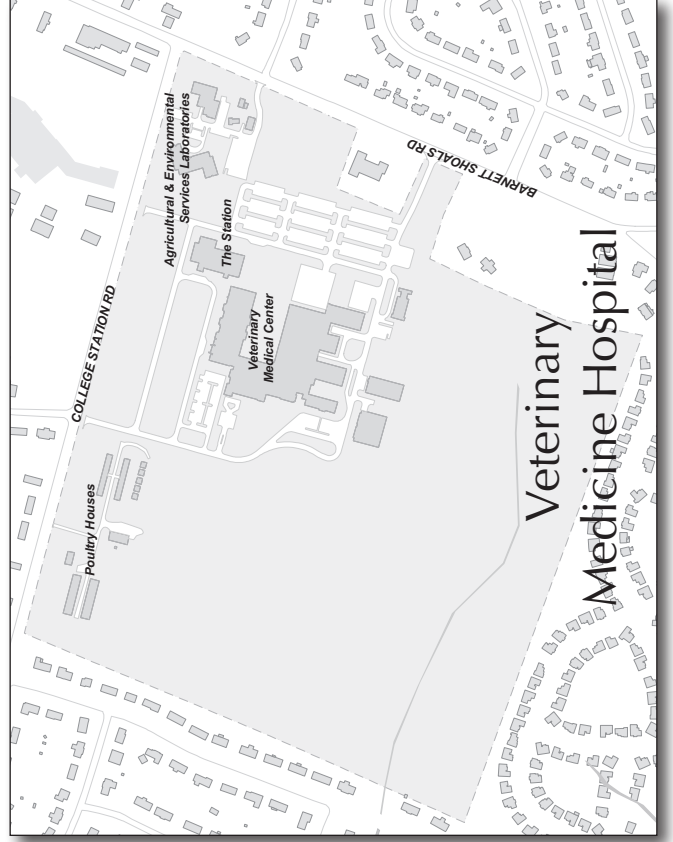 COLLEGE STATION RD
Agricultural & Environmental
Services Laboratories
The Station
Poultry Houses
Veterinary
Medical Center
BARNETT SHOALS RD
Veterinary
Medicine Hospital